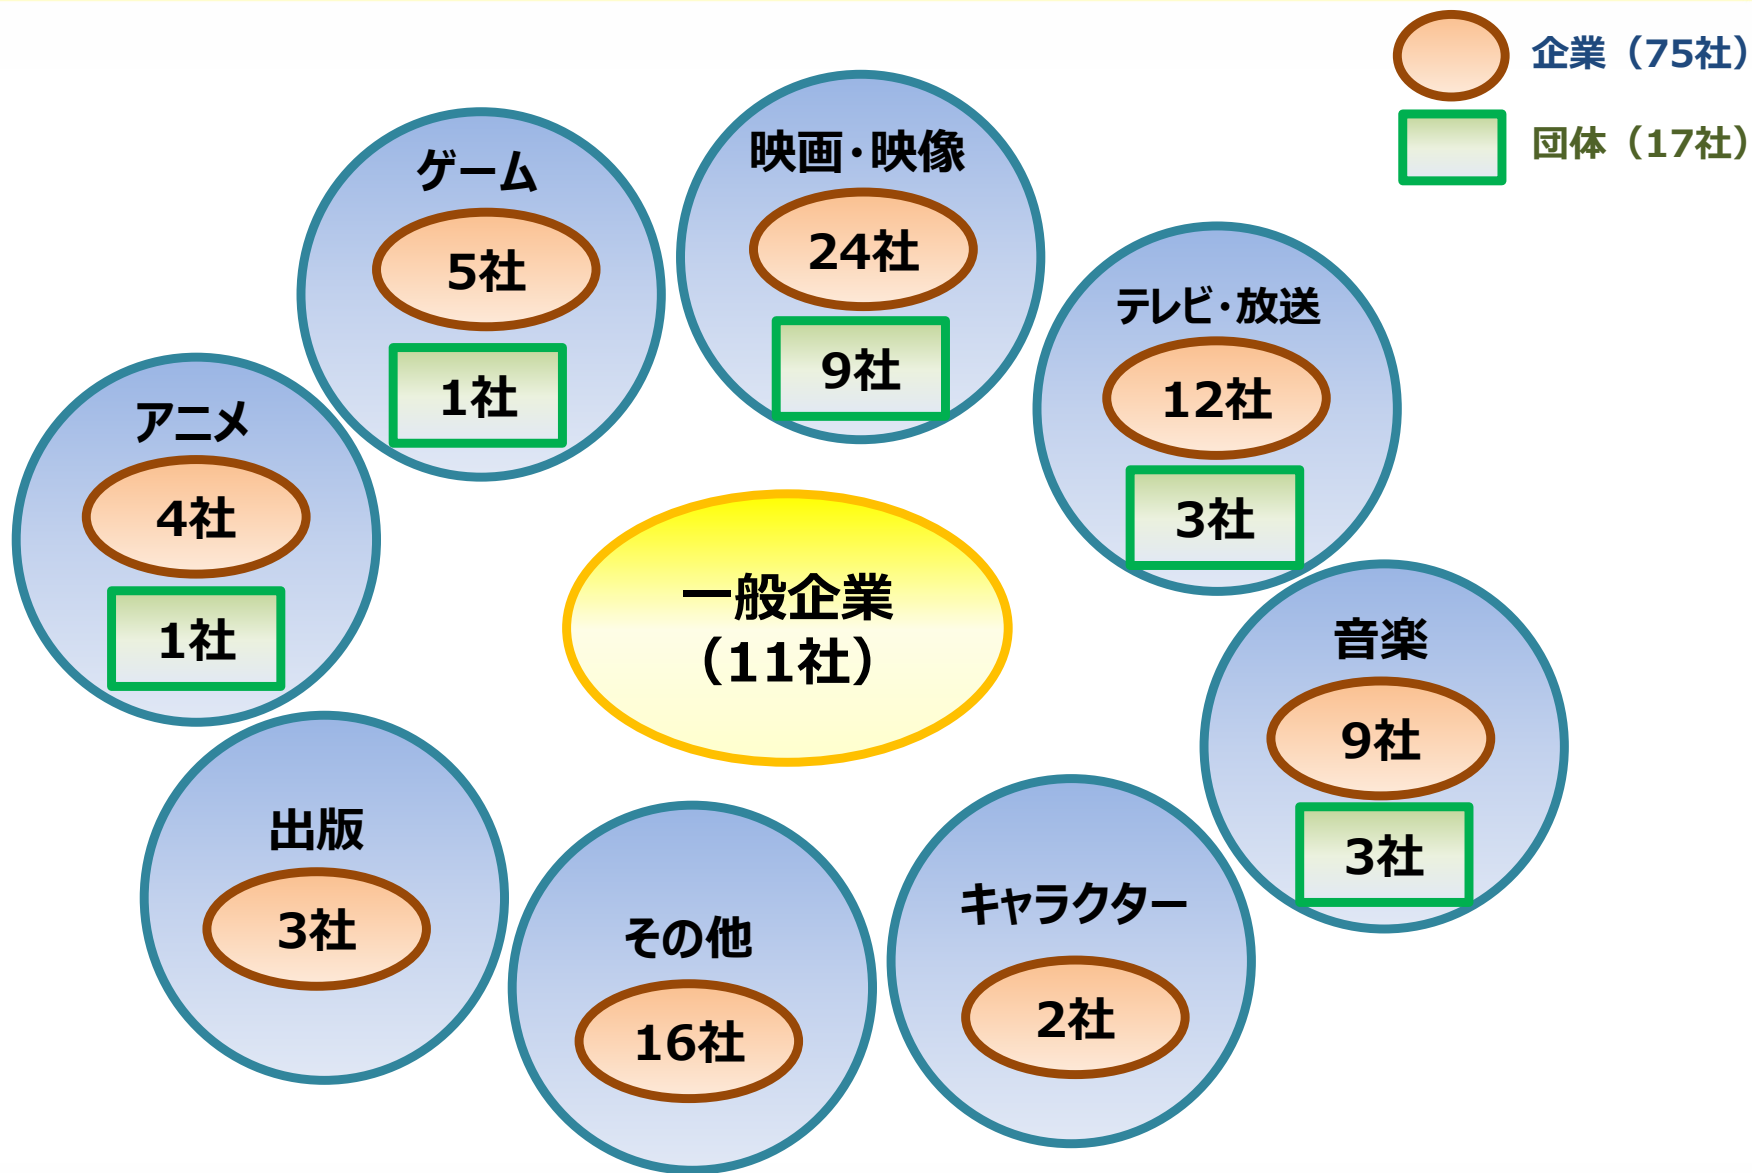 企業（75社）
団体（17社）
映画・映像
24社
9社
ゲーム
5社
1社
テレビ・放送
12社
3社
アニメ
4社
1社
一般企業
（11社）
音楽
9社
3社
出版
3社
その他
16社
キャラクター
2社